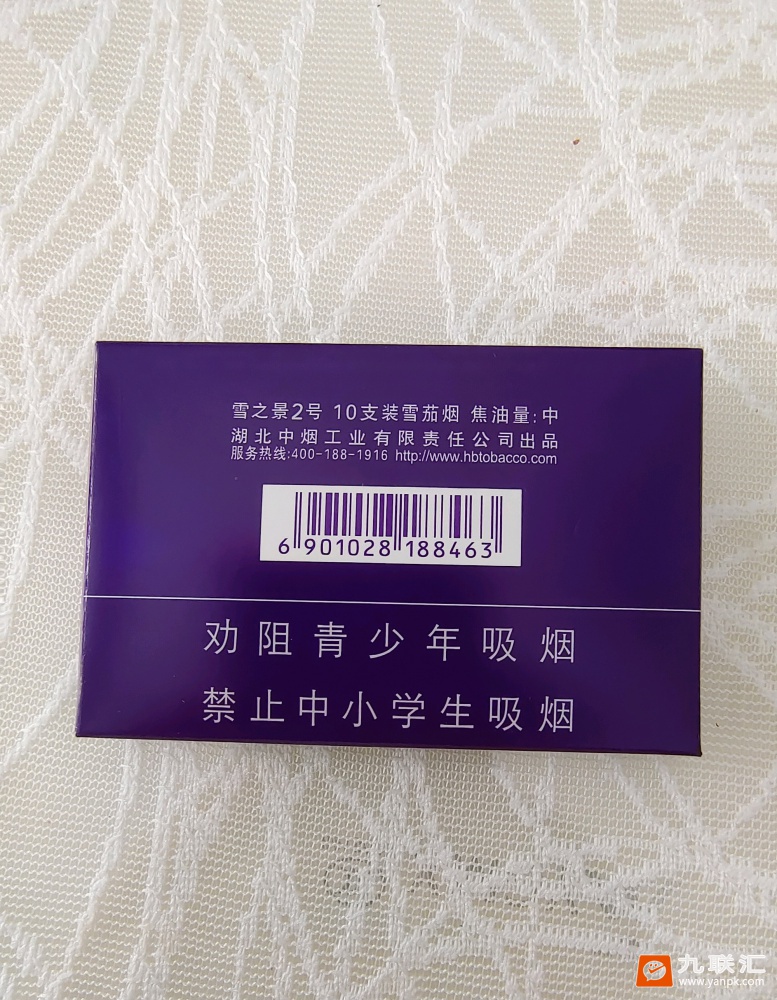 雪之景2号 10支装雪茄烟 焦油量:中
湖北中烟工业有限责任公司出品
服务热线:400-188-1916 http://www.hbtobacco.com
6 901028 188463
劝阻青少年吸烟
禁止中小学生吸烟
九联汇
www.yanpk.com